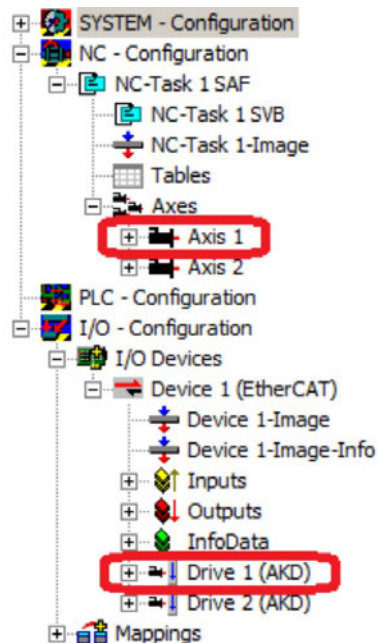 SYSTEM - Configuration
NC - Configuration
NC-Task 1 SAF
NC-Task 1 SVB
NC-Task 1-Image
Tables
Axes
Axis 1
Axis 2
PLC - Configuration
I/O - Configuration
I/O Devices
Device 1 (EtherCAT)
Device 1-Image
Device 1-Image-Info
Inputs
Outputs
InfoData
Drive 1 (AKD)
Drive 2 (AKD)
Mappings